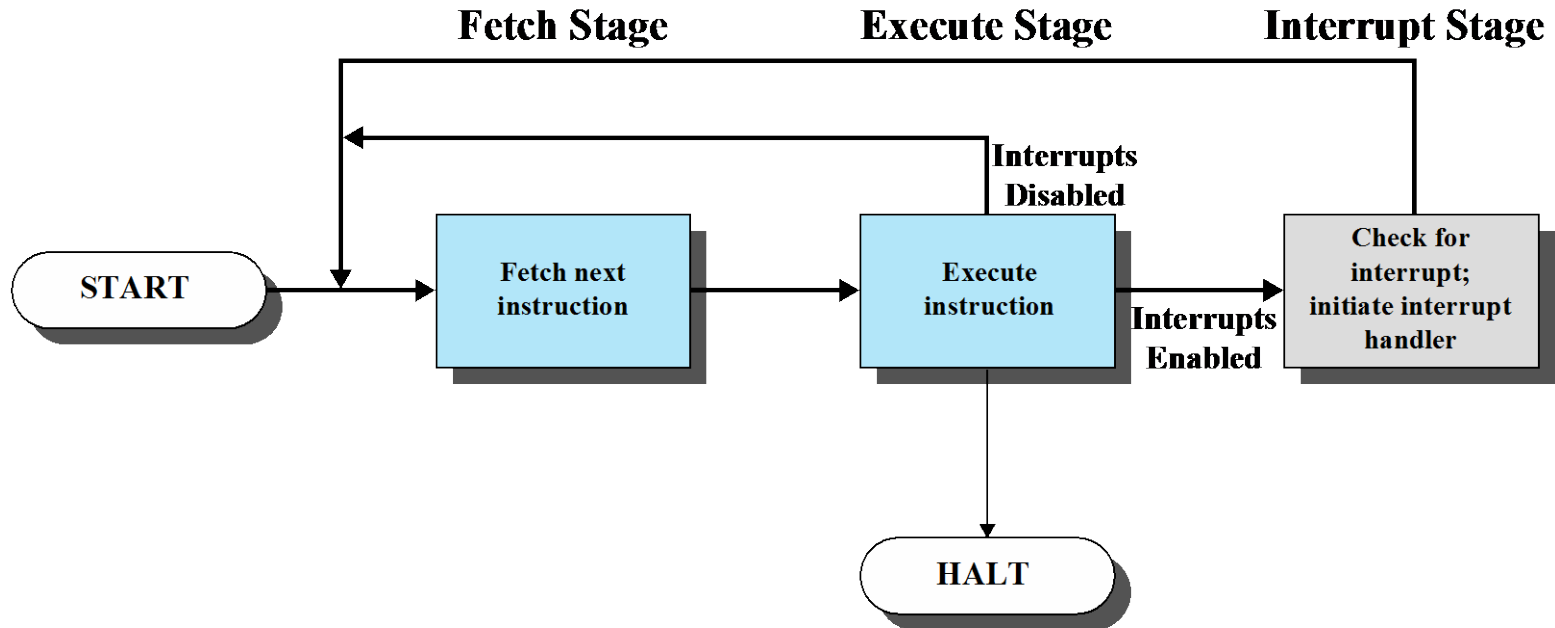 Fetch Stage
Execute Stage
Interrupt Stage
Interrupts
Disabled
START
Fetch next
instruction
Execute
instruction
Interrupts
Enabled
Check for
interrupt;
initiate interrupt
handler
HALT